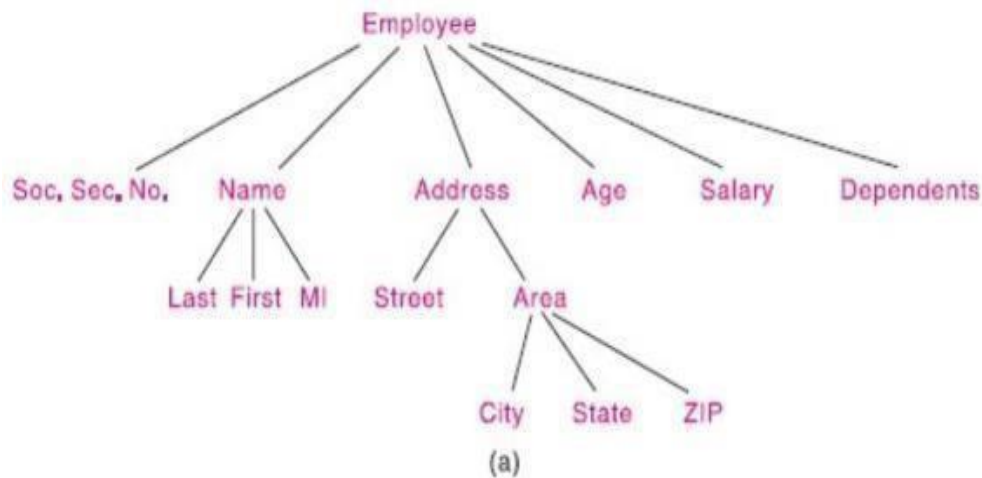 Employee
Soc. Sec. No. Name Address Age Salary Dependents
Last First MI Street Area
City State ZIP
(a)